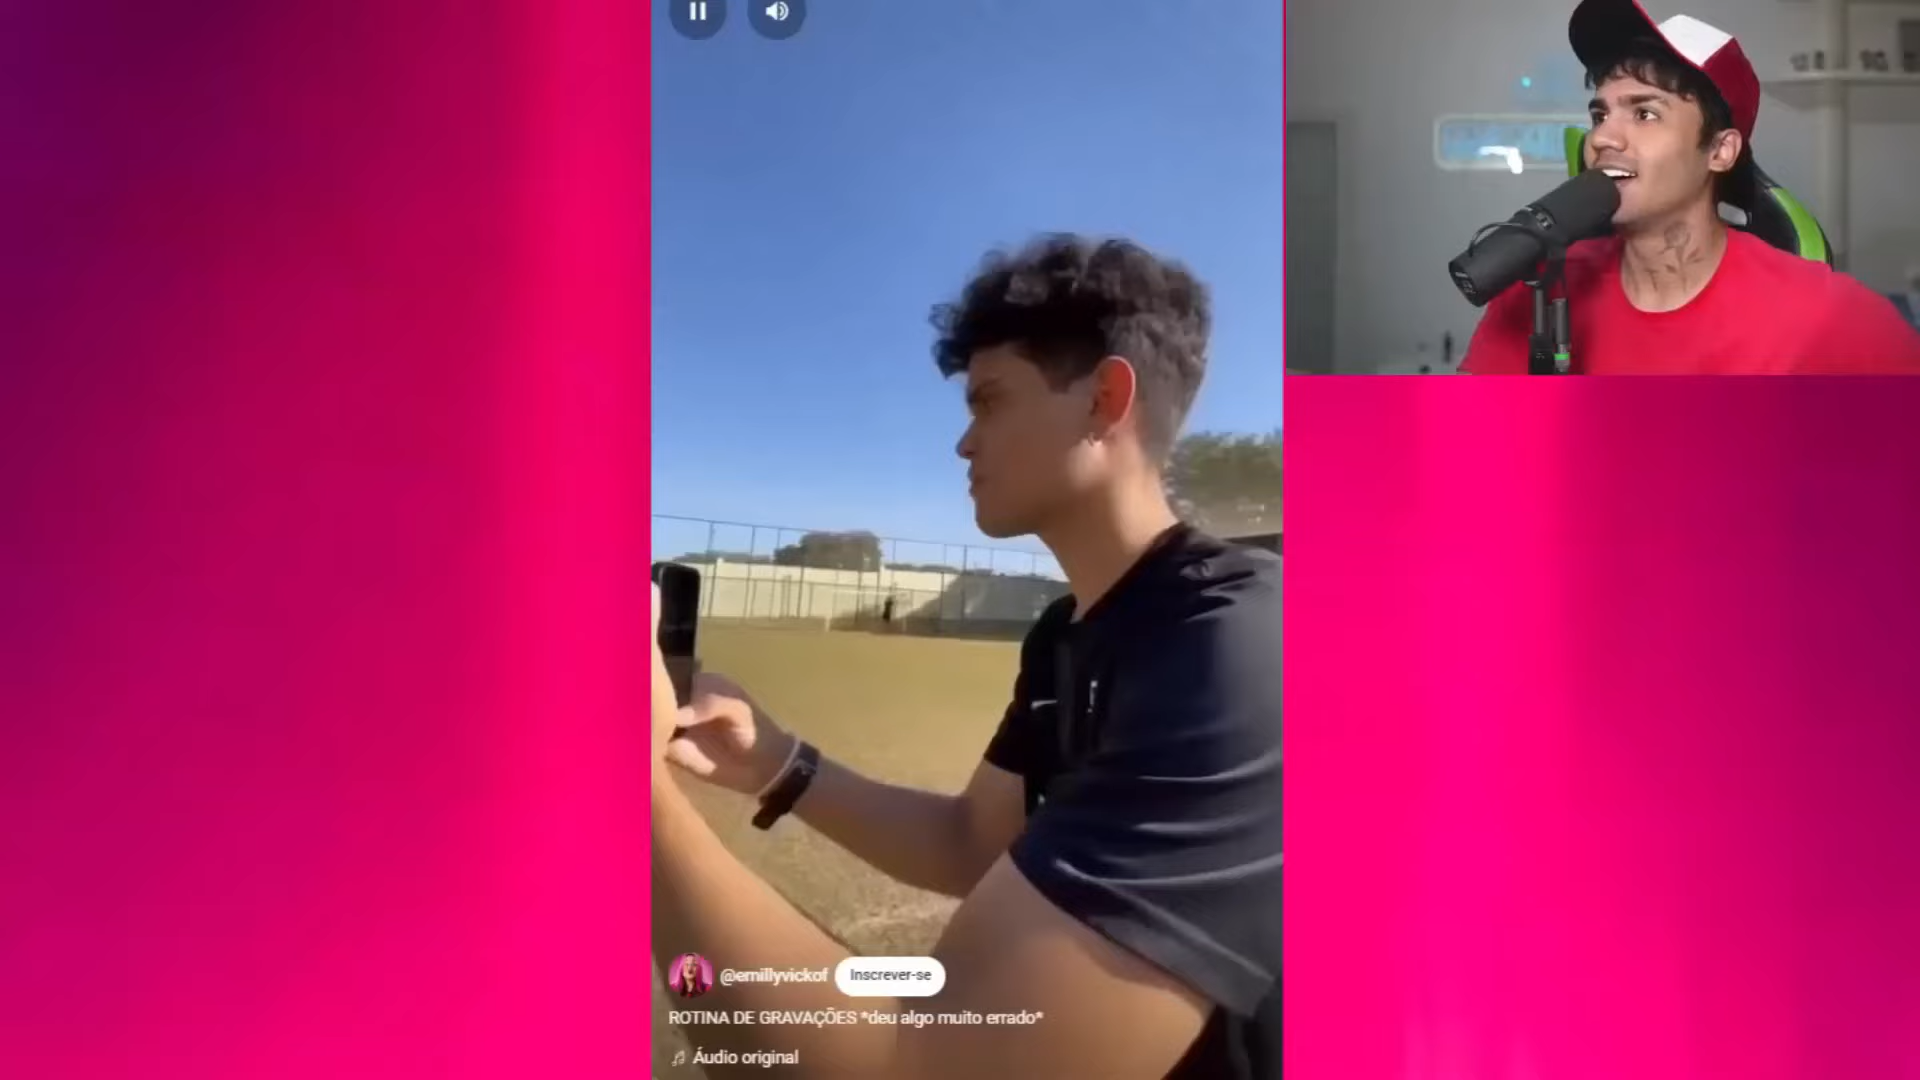 @emillyvickof
Inscrever-se
ROTINA DE GRAVAÇÕES *deu algo muito errado*
Áudio original